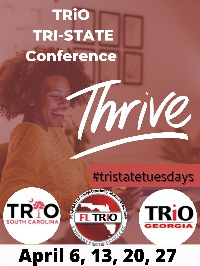 TRiO
TRI-STATE
Conference
Thrive
#tristatetuesdays
TRiO
SOUTH CAROLINA
FL TRiO
TRiO
GEORGIA
April 6, 13, 20, 27